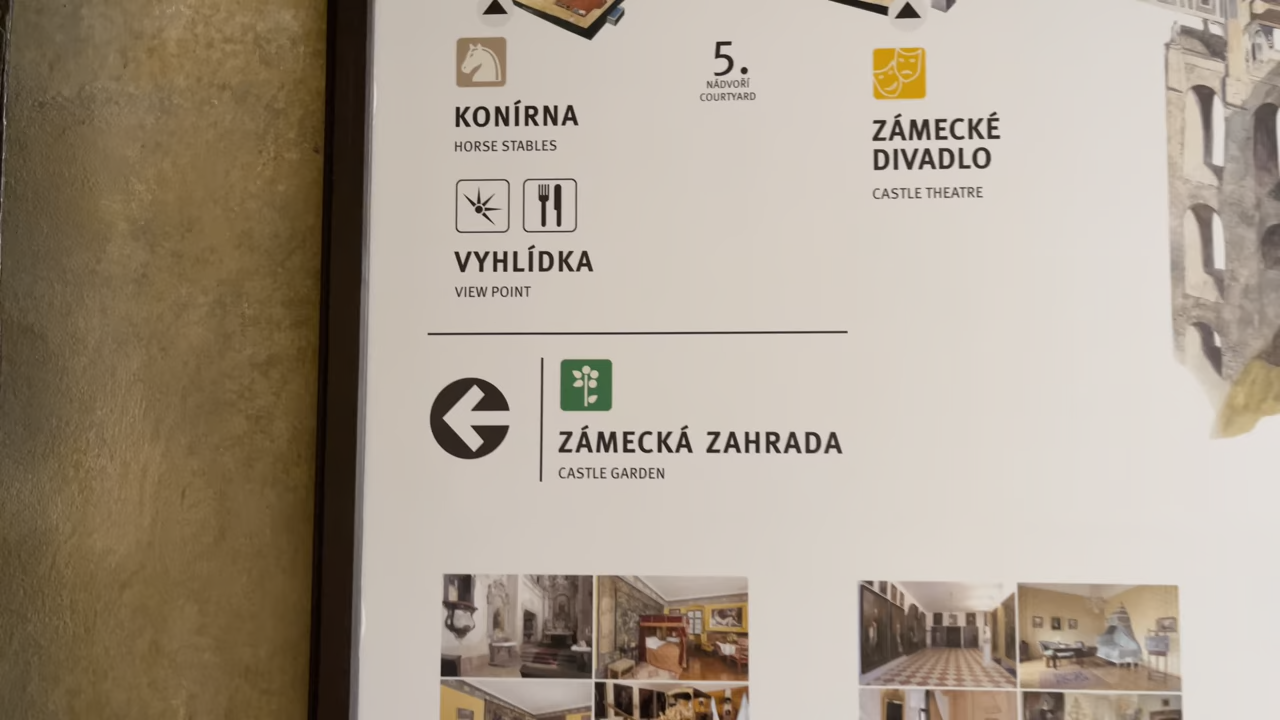 KONÍRNA
HORSE STABLES
5.
NÁDVOŘÍ
COURTYARD
ZÁMECKÉ
DIVADLO
CASTLE THEATRE
VYHLÍDKA
VIEW POINT
ZÁMECKÁ ZAHRADA
CASTLE GARDEN